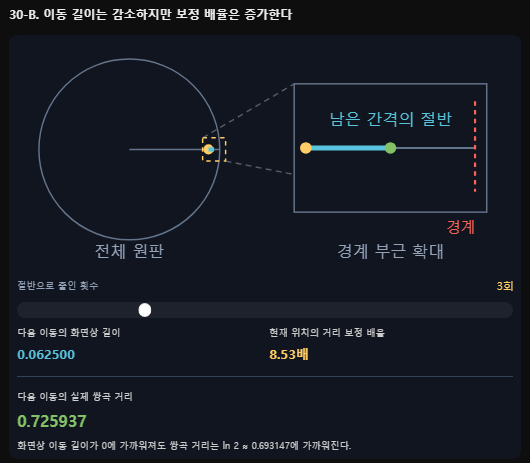 30-B. 이동 길이는 감소하지만 보정 배율은 증가한다
남은 간격의 절반
경계
전체 원판
경계 부근 확대
절반으로 줄인 횟수
3회
다음 이동의 화면상 길이
현재 위치의 거리 보정 배율
0.062500
8.53배
다음 이동의 실제 쌍곡 거리
0.725937
화면상 이동 길이가 0에 가까워져도 쌍곡 거리는 ln 2 ≈ 0.693147에 가까워진다.